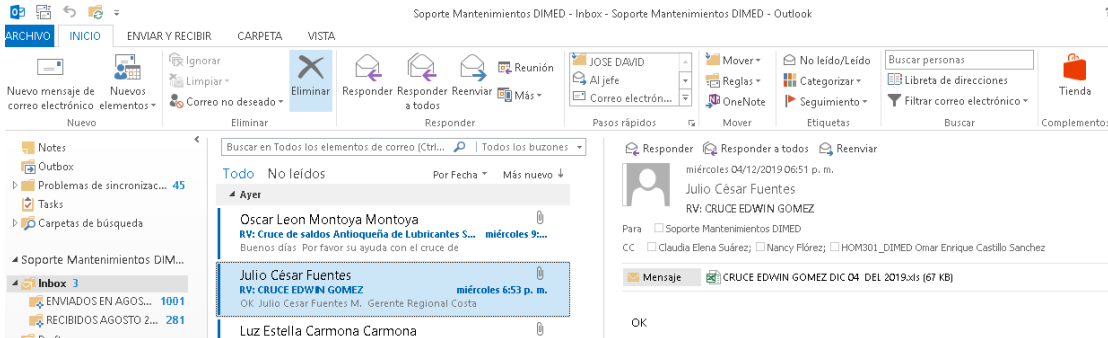 Soporte Mantenimientos DIMED - Inbox - Soporte Mantenimientos DIMED - Outlook
ARCHIVO INICIO ENVIAR Y RECIBIR CARPETA VISTA
Nuevo mensaje de correo electrónico
Nuevos elementos
Nuevo
Ignorar
Limpiar
Correo no deseado
Eliminar
Eliminar
Responder
Responder a todos
Reenviar
Reunión
Más
Responder
JOSE DAVID
Al jefe
Correo electrón...
Pasos rápidos
Mover
Reglas
OneNote
Mover
No leído/Leído
Categorizar
Seguimiento
Etiquetas
Buscar personas
Libreta de direcciones
Filtrar correo electrónico
Buscar
Tienda
Complementos
Notes
Outbox
Problemas de sincronizac... 45
Tasks
Carpetas de búsqueda
Soporte Mantenimientos DIM...
Inbox 3
ENVIADOS EN AGOS... 1001
RECIBIDOS AGOSTO 2... 281
Buscar en Todos los elementos de correo (Ctrl... Todos los buzones
Todo No leídos Por Fecha Más nuevo
Ayer
Oscar Leon Montoya Montoya
RV: Cruce de saldos Antioqueña de Lubricantes S... miércoles 9:...
Buenos días Por favor su ayuda con el cruce de
Julio César Fuentes
RV: CRUCE EDWIN GOMEZ miércoles 6:53 p. m.
OK Julio Cesar Fuentes M. Gerente Regional Costa
Luz Estella Carmona Carmona
Responder Responder a todos Reenviar
miércoles 04/12/2019 06:51 p. m.
Julio César Fuentes
RV: CRUCE EDWIN GOMEZ
Para Soporte Mantenimientos DIMED
CC Claudia Elena Suárez; Nancy Flórez; HOM301_DIMED Omar Enrique Castillo Sanchez
Mensaje CRUCE EDWIN GOMEZ DIC 04 DEL 2019.xls (67 KB)
OK